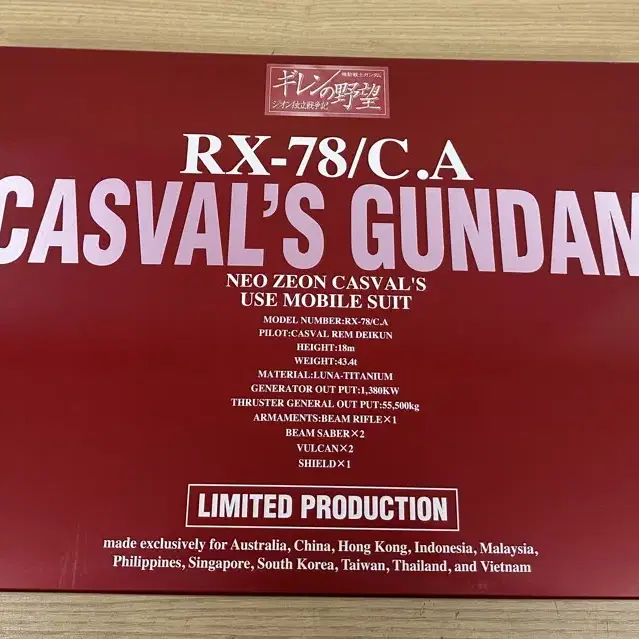 機動戦士ガンダム
ギレンの野望
ジオン独立戦争記
RX-78/C.A
CASVAL'S GUNDAM
NEO ZEON CASVAL'S
USE MOBILE SUIT
MODEL NUMBER:RX-78/C.A
PILOT:CASVAL REM DEIKUN
HEIGHT:18m
WEIGHT:43.4t
MATERIAL:LUNA-TITANIUM
GENERATOR OUT PUT:1,380KW
THRUSTER GENERAL OUT PUT:55,500kg
ARMAMENTS:BEAM RIFLE×1
BEAM SABER×2
VULCAN×2
SHIELD×1
LIMITED PRODUCTION
made exclusively for Australia, China, Hong Kong, Indonesia, Malaysia,
Philippines, Singapore, South Korea, Taiwan, Thailand, and Vietnam